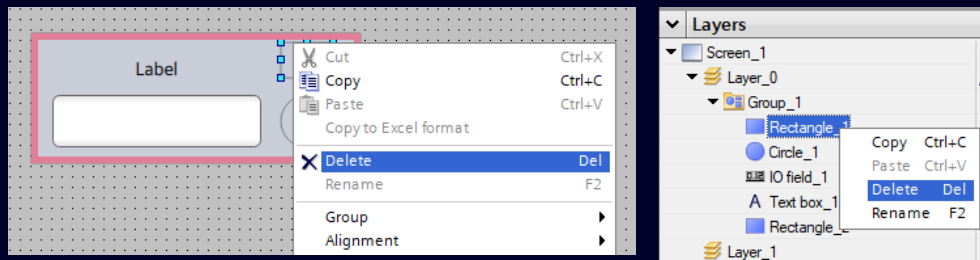 Label
Cut Ctrl+X
Copy Ctrl+C
Paste Ctrl+V
Copy to Excel format
Delete Del
Rename F2
Group
Alignment
Layers
Screen_1
Layer_0
Group_1
Rectangle_1
Circle_1
IO field_1
Text box_1
Rectangle_2
Layer_1
Copy Ctrl+C
Paste Ctrl+V
Delete Del
Rename F2